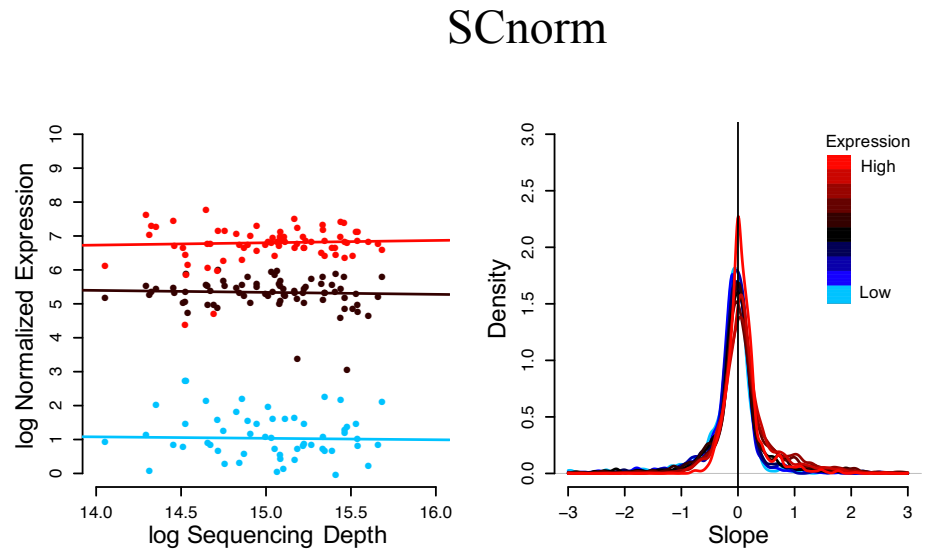 SCnorm
log Normalized Expression
10
9
8
7
6
5
4
3
2
1
0
14.0 14.5 15.0 15.5 16.0
log Sequencing Depth
Density
3.0
2.5
2.0
1.5
1.0
0.5
0.0
−3 −2 −1 0 1 2 3
Slope
Expression
High
Low